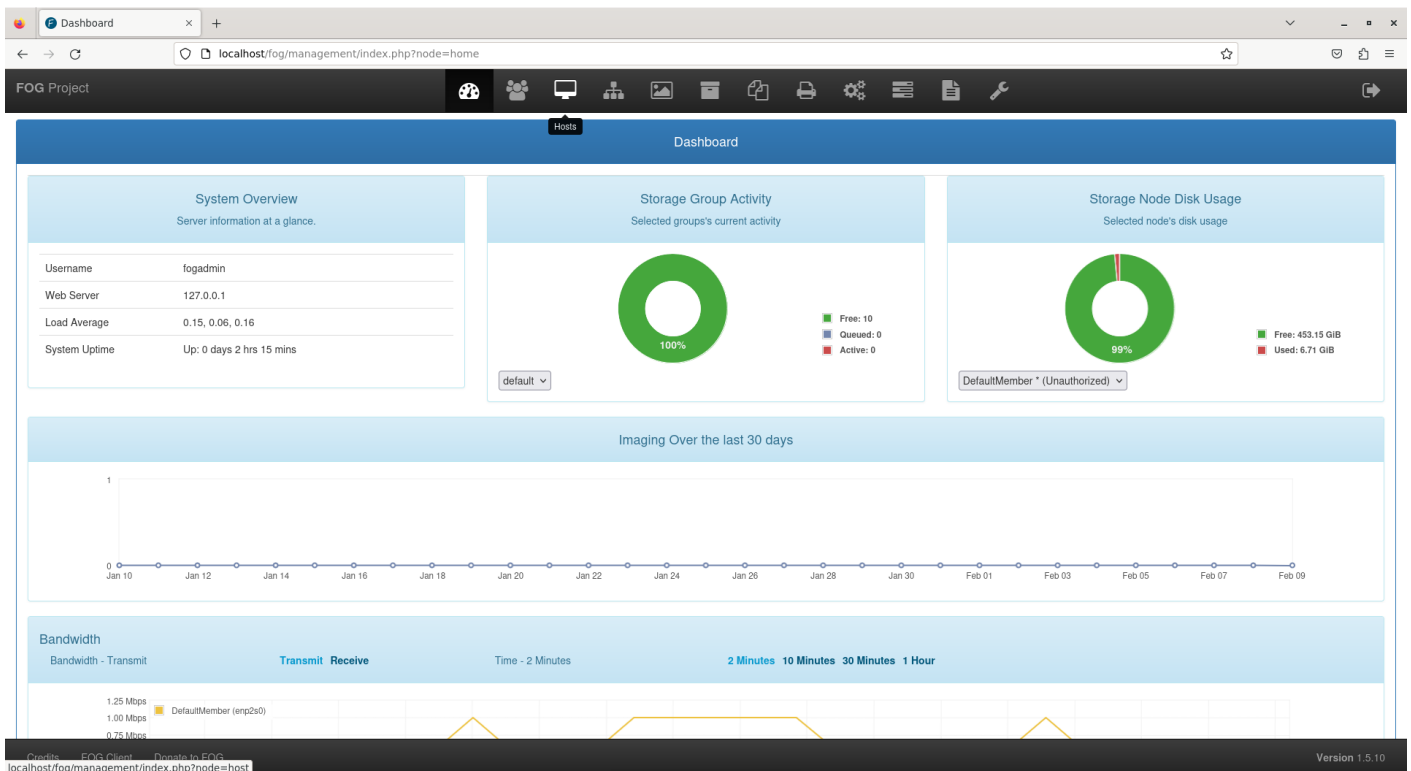 Dashboard
localhost/fog/management/index.php?node=home
FOG Project
Hosts
Dashboard
System Overview
Server information at a glance.
Username fogadmin
Web Server 127.0.0.1
Load Average 0.15, 0.06, 0.16
System Uptime Up: 0 days 2 hrs 15 mins
Storage Group Activity
Selected groups's current activity
100%
Free: 10
Queued: 0
Active: 0
default
Storage Node Disk Usage
Selected node's disk usage
99%
Free: 453.15 GiB
Used: 6.71 GiB
DefaultMember * (Unauthorized)
Imaging Over the last 30 days
1
0
Jan 10 Jan 12 Jan 14 Jan 16 Jan 18 Jan 20 Jan 22 Jan 24 Jan 26 Jan 28 Jan 30 Feb 01 Feb 03 Feb 05 Feb 07 Feb 09
Bandwidth
Bandwidth - Transmit Transmit Receive Time - 2 Minutes 2 Minutes 10 Minutes 30 Minutes 1 Hour
1.25 Mbps
DefaultMember (enp2s0)
1.00 Mbps
0.75 Mbps
Credits FOG Client Donate to FOG Version 1.5.10
localhost/fog/management/index.php?node=host